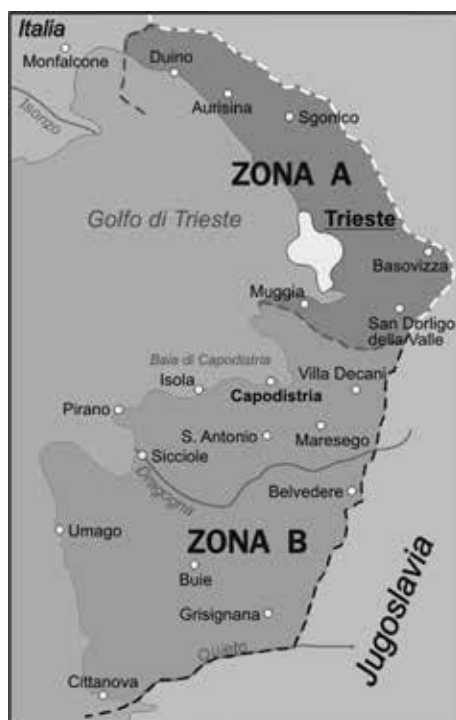 Italia
Monfalcone
Duino
Isonzo
Aurisina
Sgonico
ZONA A
Golfo di Trieste
Trieste
Basovizza
Muggia
San Dorligo
della Valle
Baia di Capodistria
Isola
Villa Decani
Capodistria
Pirano
S. Antonio
Maresego
Sicciole
Dragogna
Belvedere
Umago
ZONA B
Buie
Grisignana
Jugoslavia
Quieto
Cittanova